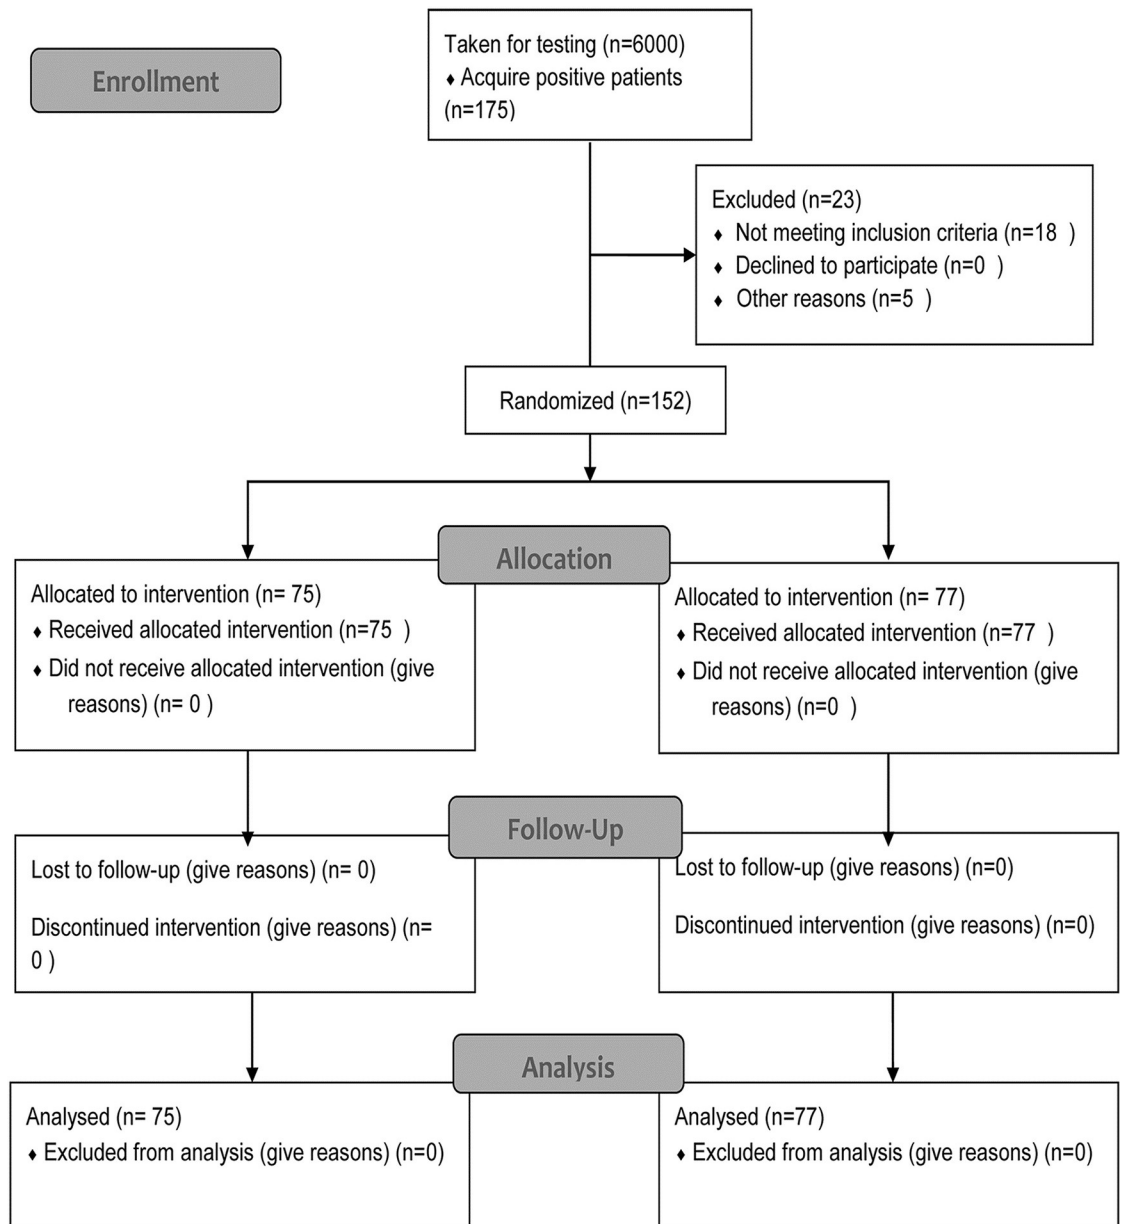 Enrollment
Taken for testing (n=6000)
♦ Acquire positive patients
(n=175)
Excluded (n=23)
♦ Not meeting inclusion criteria (n=18 )
♦ Declined to participate (n=0 )
♦ Other reasons (n=5 )
Randomized (n=152)
Allocation
Allocated to intervention (n= 75)
♦ Received allocated intervention (n=75 )
♦ Did not receive allocated intervention (give
reasons) (n= 0 )
Allocated to intervention (n= 77)
♦ Received allocated intervention (n=77 )
♦ Did not receive allocated intervention (give
reasons) (n=0 )
Follow-Up
Lost to follow-up (give reasons) (n= 0)
Discontinued intervention (give reasons) (n=
0 )
Lost to follow-up (give reasons) (n=0)
Discontinued intervention (give reasons) (n=0)
Analysis
Analysed (n= 75)
♦ Excluded from analysis (give reasons) (n=0)
Analysed (n=77)
♦ Excluded from analysis (give reasons) (n=0)